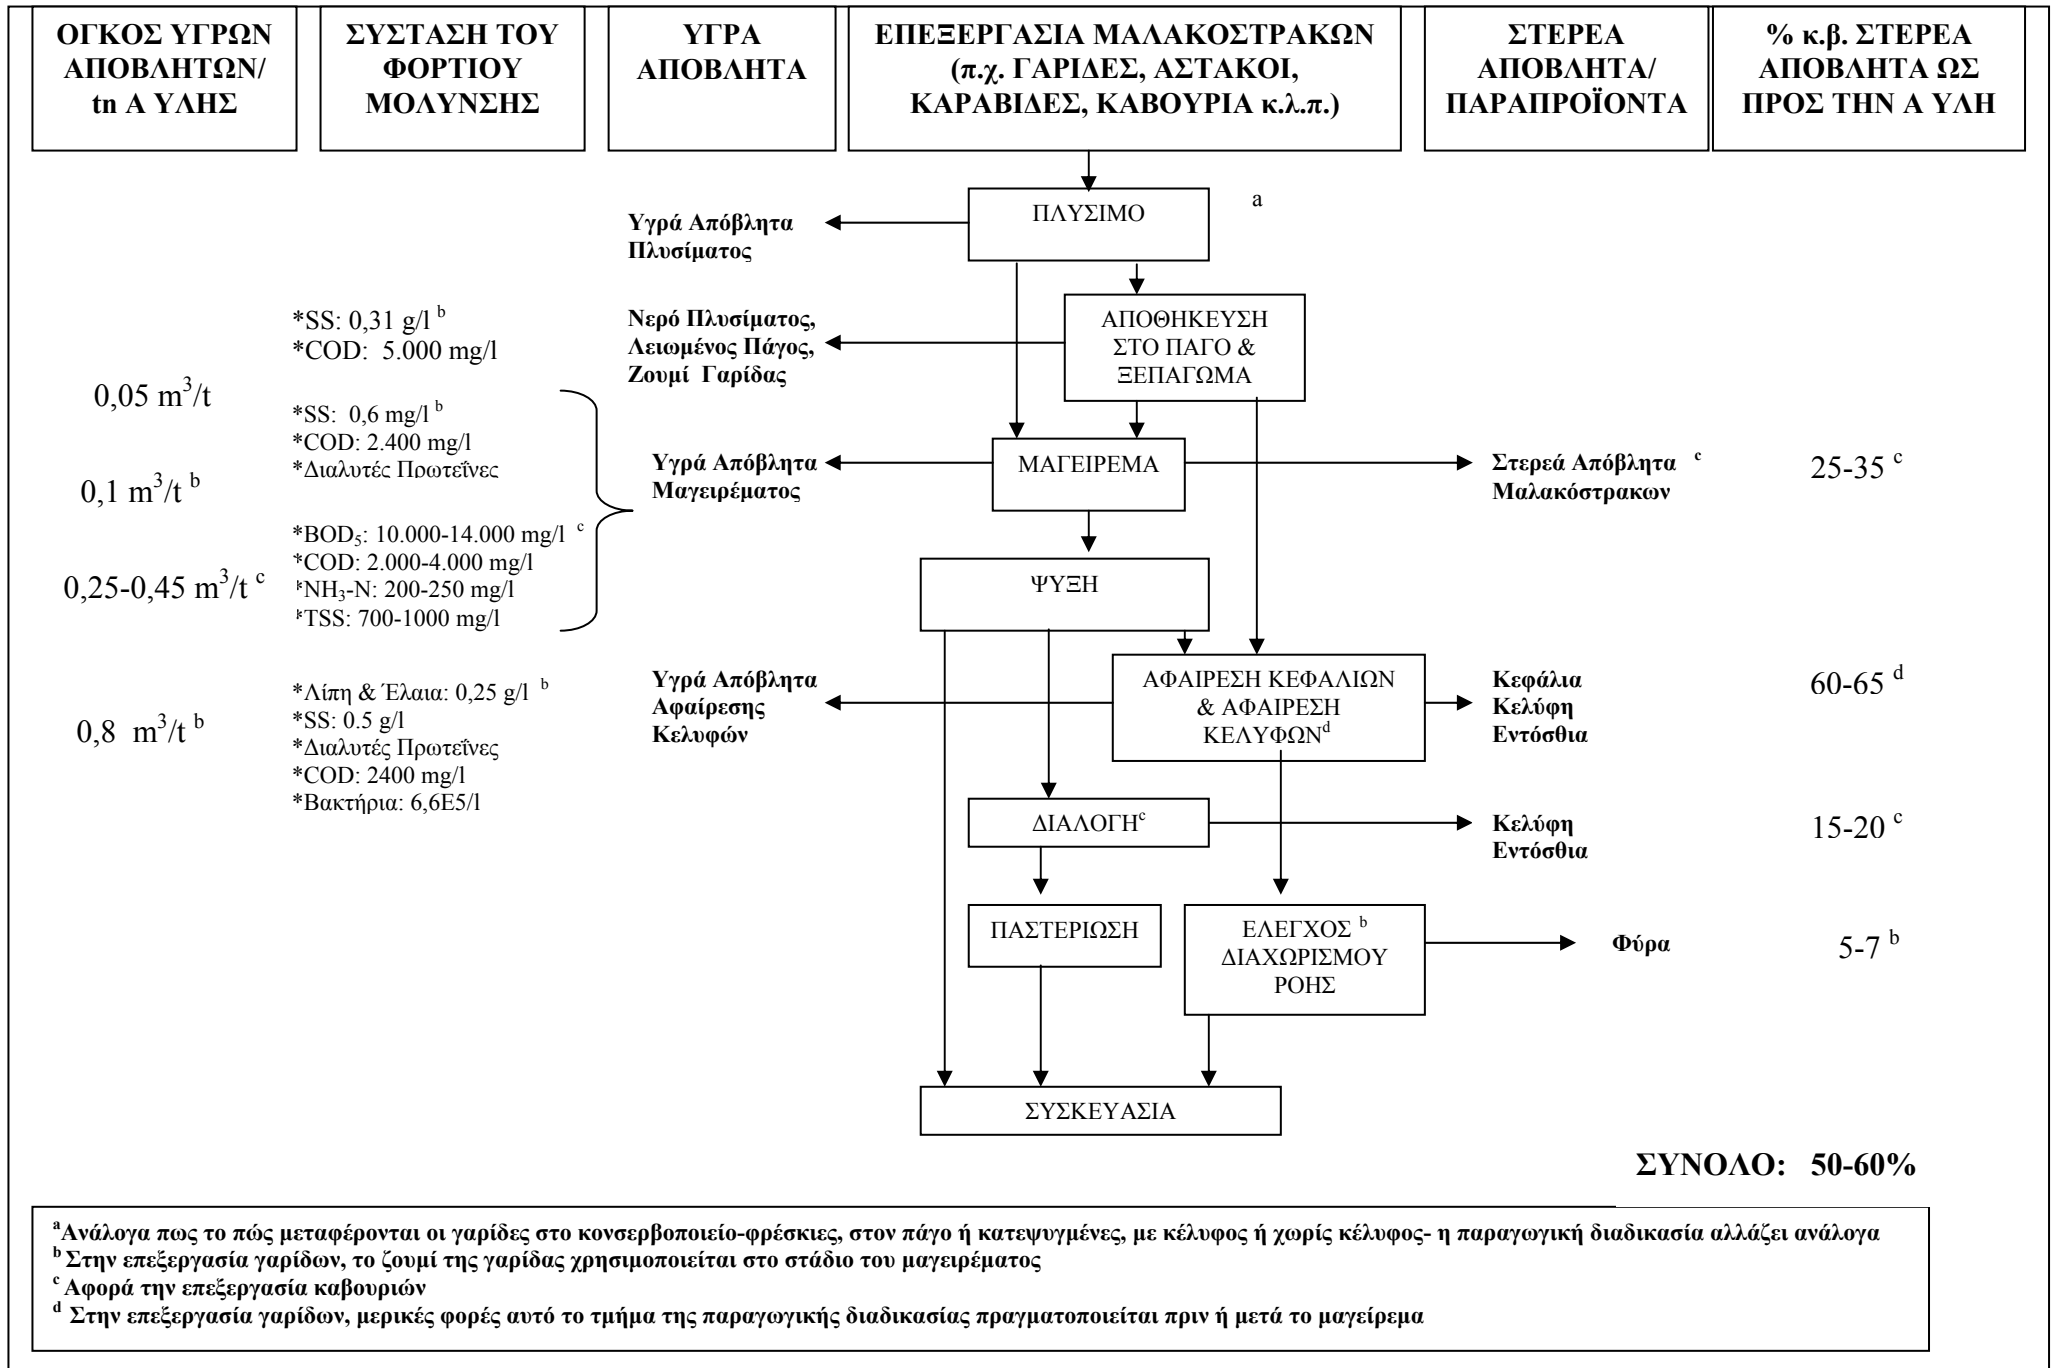 ΟΓΚΟΣ ΥΓΡΩΝ
ΑΠΟΒΛΗΤΩΝ/
tn Α ΥΛΗΣ
ΣΥΣΤΑΣΗ ΤΟΥ
ΦΟΡΤΙΟΥ
ΜΟΛΥΝΣΗΣ
ΥΓΡΑ
ΑΠΟΒΛΗΤΑ
ΕΠΕΞΕΡΓΑΣΙΑ ΜΑΛΑΚΟΣΤΡΑΚΩΝ
(π.χ. ΓΑΡΙΔΕΣ, ΑΣΤΑΚΟΙ,
ΚΑΡΑΒΙΔΕΣ, ΚΑΒΟΥΡΙΑ κ.λ.π.)
ΣΤΕΡΕΑ
ΑΠΟΒΛΗΤΑ/
ΠΑΡΑΠΡΟΪΟΝΤΑ
% κ.β. ΣΤΕΡΕΑ
ΑΠΟΒΛΗΤΑ ΩΣ
ΠΡΟΣ ΤΗΝ Α ΥΛΗ
ΠΛΥΣΙΜΟ
a
Υγρά Απόβλητα
Πλυσίματος
*SS: 0,31 g/l b
*COD: 5.000 mg/l
Νερό Πλυσίματος,
Λειωμένος Πάγος,
Ζουμί Γαρίδας
ΑΠΟΘΗΚΕΥΣΗ
ΣΤΟ ΠΑΓΟ &
ΞΕΠΑΓΩΜΑ
0,05 m3/t
*SS: 0,6 mg/l b
*COD: 2.400 mg/l
*Διαλυτές Πρωτεΐνες
0,1 m3/t b
Υγρά Απόβλητα
Μαγειρέματος
ΜΑΓΕΙΡΕΜΑ
Στερεά Απόβλητα c
Μαλακόστρακων
25-35 c
*BOD5: 10.000-14.000 mg/l c
*COD: 2.000-4.000 mg/l
*NH3-N: 200-250 mg/l
*TSS: 700-1000 mg/l
0,25-0,45 m3/t c
ΨΥΞΗ
0,8 m3/t b
*Λίπη & Έλαια: 0,25 g/l b
*SS: 0.5 g/l
*Διαλυτές Πρωτεΐνες
*COD: 2400 mg/l
*Βακτήρια: 6,6E5/l
Υγρά Απόβλητα
Αφαίρεσης
Κελυφών
ΑΦΑΙΡΕΣΗ ΚΕΦΑΛΙΩΝ
& ΑΦΑΙΡΕΣΗ
ΚΕΛΥΦΩΝd
Κεφάλια
Κελύφη
Εντόσθια
60-65 d
ΔΙΑΛΟΓΗc
Κελύφη
Εντόσθια
15-20 c
ΠΑΣΤΕΡΙΩΣΗ
ΕΛΕΓΧΟΣ b
ΔΙΑΧΩΡΙΣΜΟΥ
ΡΟΗΣ
Φύρα
5-7 b
ΣΥΣΚΕΥΑΣΙΑ
ΣΥΝΟΛΟ: 50-60%
a Ανάλογα πως το πώς μεταφέρονται οι γαρίδες στο κονσερβοποιείο-φρέσκιες, στον πάγο ή κατεψυγμένες, με κέλυφος ή χωρίς κέλυφος- η παραγωγική διαδικασία αλλάζει ανάλογα
b Στην επεξεργασία γαρίδων, το ζουμί της γαρίδας χρησιμοποιείται στο στάδιο του μαγειρέματος
c Αφορά την επεξεργασία καβουριών
d Στην επεξεργασία γαρίδων, μερικές φορές αυτό το τμήμα της παραγωγικής διαδικασίας πραγματοποιείται πριν ή μετά το μαγείρεμα